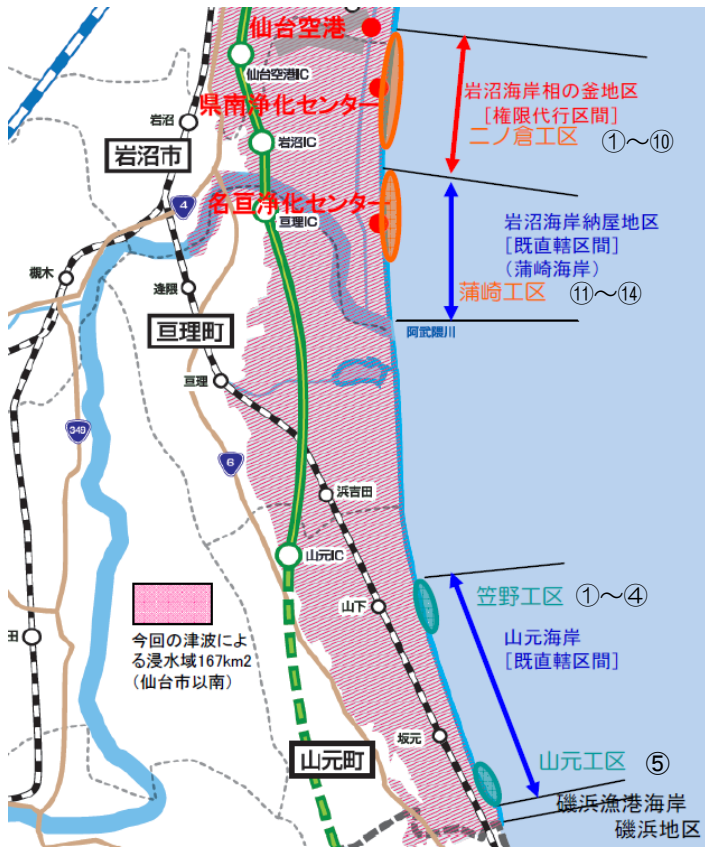 仙台空港
仙台空港IC
県南浄化センター
岩沼
岩沼市
岩沼IC
岩沼海岸相の釜地区
[権限代行区間]
二ノ倉工区 ①～⑩
4
名亘浄化センター
亘理IC
岩沼海岸納屋地区
[既直轄区間]
(蒲崎海岸)
蒲崎工区 ⑪～⑭
槻木
逢隈
亘理町
阿武隈川
亘理
349
6
浜吉田
山元IC
笠野工区 ①～④
山下
山元海岸
[既直轄区間]
今回の津波によ
る浸水域167km2
(仙台市以南)
田
坂元
山元町
山元工区 ⑤
磯浜漁港海岸
磯浜地区